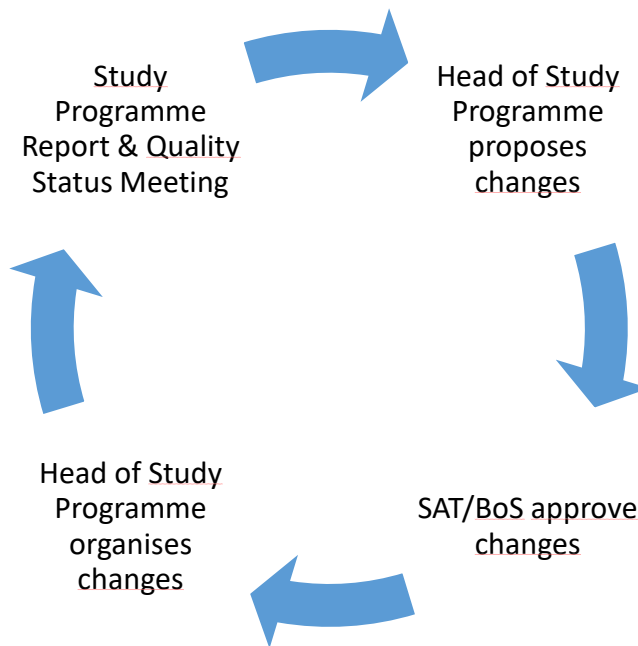 Study
Programme
Report & Quality
Status Meeting
Head of Study
Programme
proposes
changes
SAT/BoS approve
changes
Head of Study
Programme
organises
changes